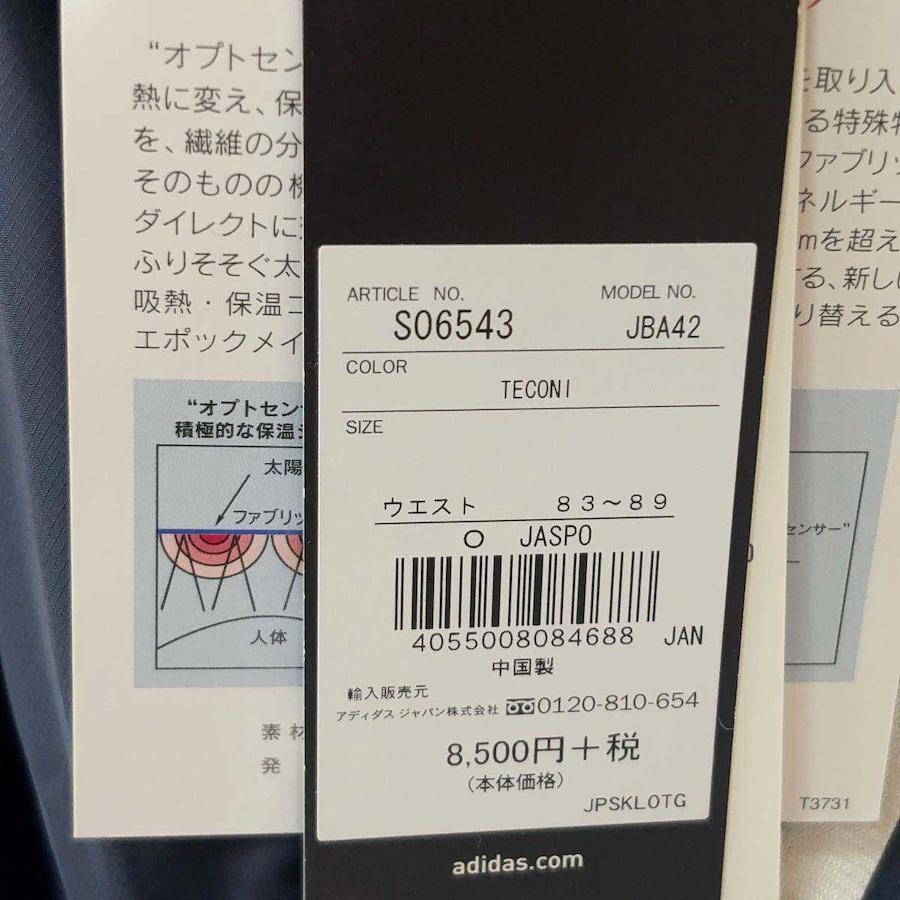 “オプトセン
熱に変え、保
を、繊維の分
そのものの機
ダイレクトに
ふりそそぐ太
吸熱・保温コ
エポックメイ
“オプトセン
積極的な保温
太陽
ファブリッ
人体
素材
発
ARTICLE NO.
MODEL NO.
S06543
JBA42
COLOR
TECONI
SIZE
ウエスト 83～89
O JASPO
4055008084688 JAN
中国製
輸入販売元
アディダス ジャパン株式会社 0120-810-654
8,500円＋税
(本体価格)
JPSKLOTG
adidas.com
を取り入
る特殊
ファブリッ
ネルギー
mを超え
する、新し
り替える
センサー”
T3731